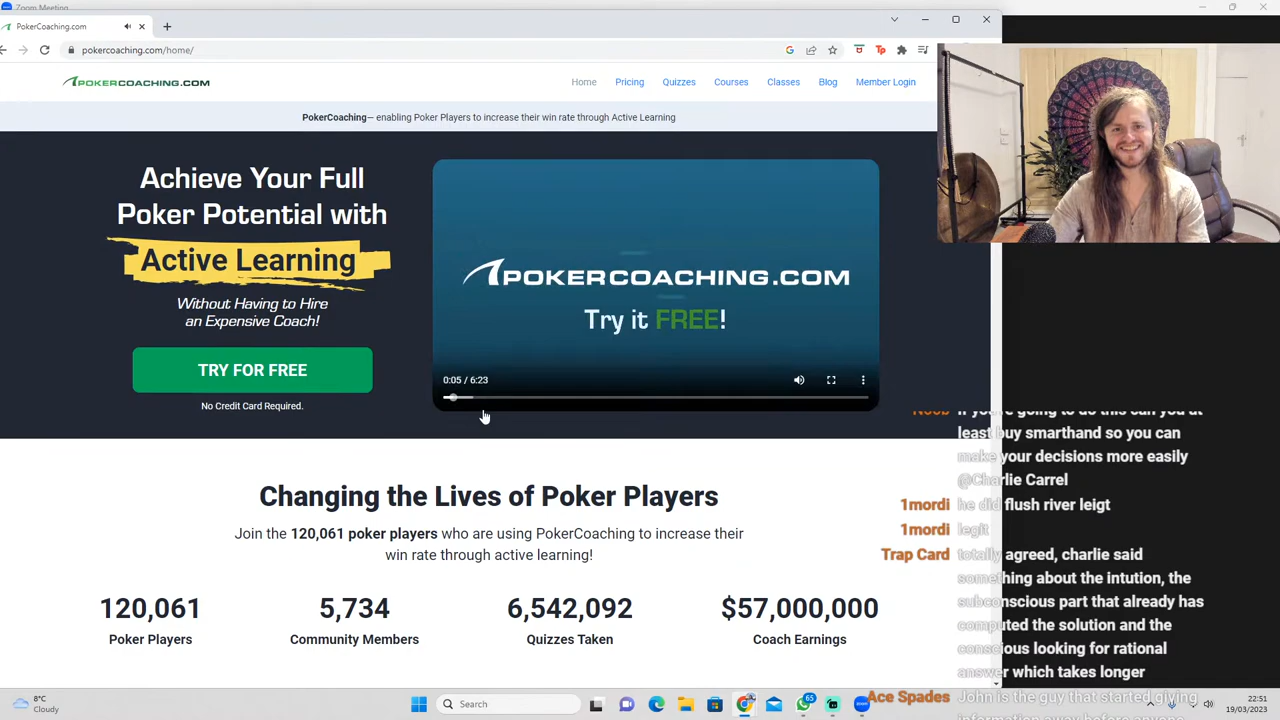 Zoom Meeting
PokerCoaching.com
pokercoaching.com/home/
POKERCOACHING.COM
Home Pricing Quizzes Courses Classes Blog Member Login
PokerCoaching— enabling Poker Players to increase their win rate through Active Learning
Achieve Your Full
Poker Potential with
Active Learning
Without Having to Hire
an Expensive Coach!
TRY FOR FREE
No Credit Card Required.
POKERCOACHING.COM
Try it FREE!
0:05 / 6:23
Changing the Lives of Poker Players
Join the 120,061 poker players who are using PokerCoaching to increase their
win rate through active learning!
120,061 5,734 6,542,092 $57,000,000
Poker Players Community Members Quizzes Taken Coach Earnings
Noob if you're going to do this can you at
least buy smarthand so you can
make your decisions more easily
@Charlie Carrel
1mordi he did flush river leigt
1mordi legit
Trap Card totally agreed, charlie said
something about the intution, the
subconscious part that already has
computed the solution and the
conscious looking for rational
answer which takes longer
Ace Spades John is the guy that started giving
information away before anyone
8°C
Cloudy
Search
65
22:51
19/03/2023